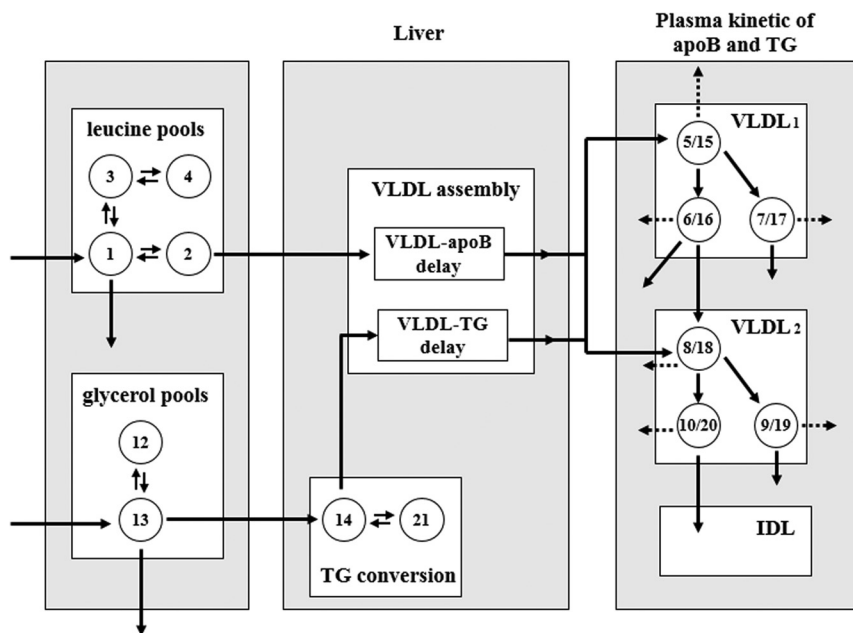 Liver
Plasma kinetic of
apoB and TG
leucine pools
3
4
1
2
glycerol pools
12
13
VLDL assembly
VLDL-apoB
delay
VLDL-TG
delay
14
21
TG conversion
VLDL1
5/15
6/16
7/17
VLDL2
8/18
10/20
9/19
IDL